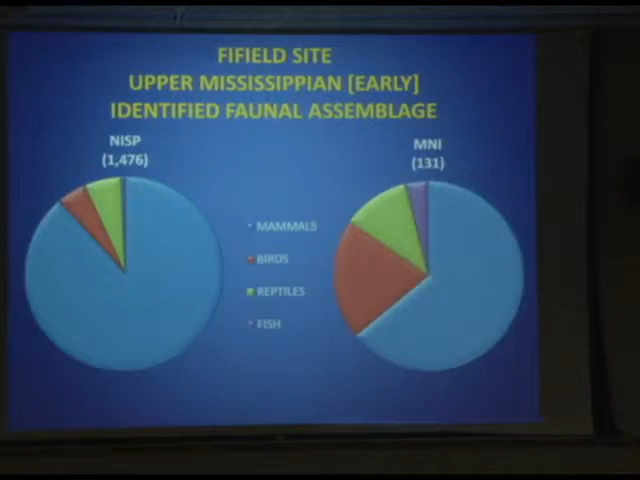 FIFIELD SITE
UPPER MISSISSIPPIAN [EARLY]
IDENTIFIED FAUNAL ASSEMBLAGE
NISP
(1,476)
MNI
(131)
MAMMALS
BIRDS
REPTILES
FISH